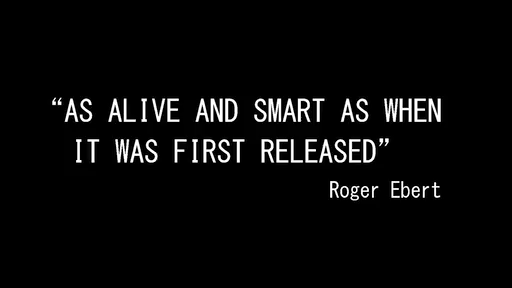 “AS ALIVE AND SMART AS WHEN
IT WAS FIRST RELEASED”
Roger Ebert